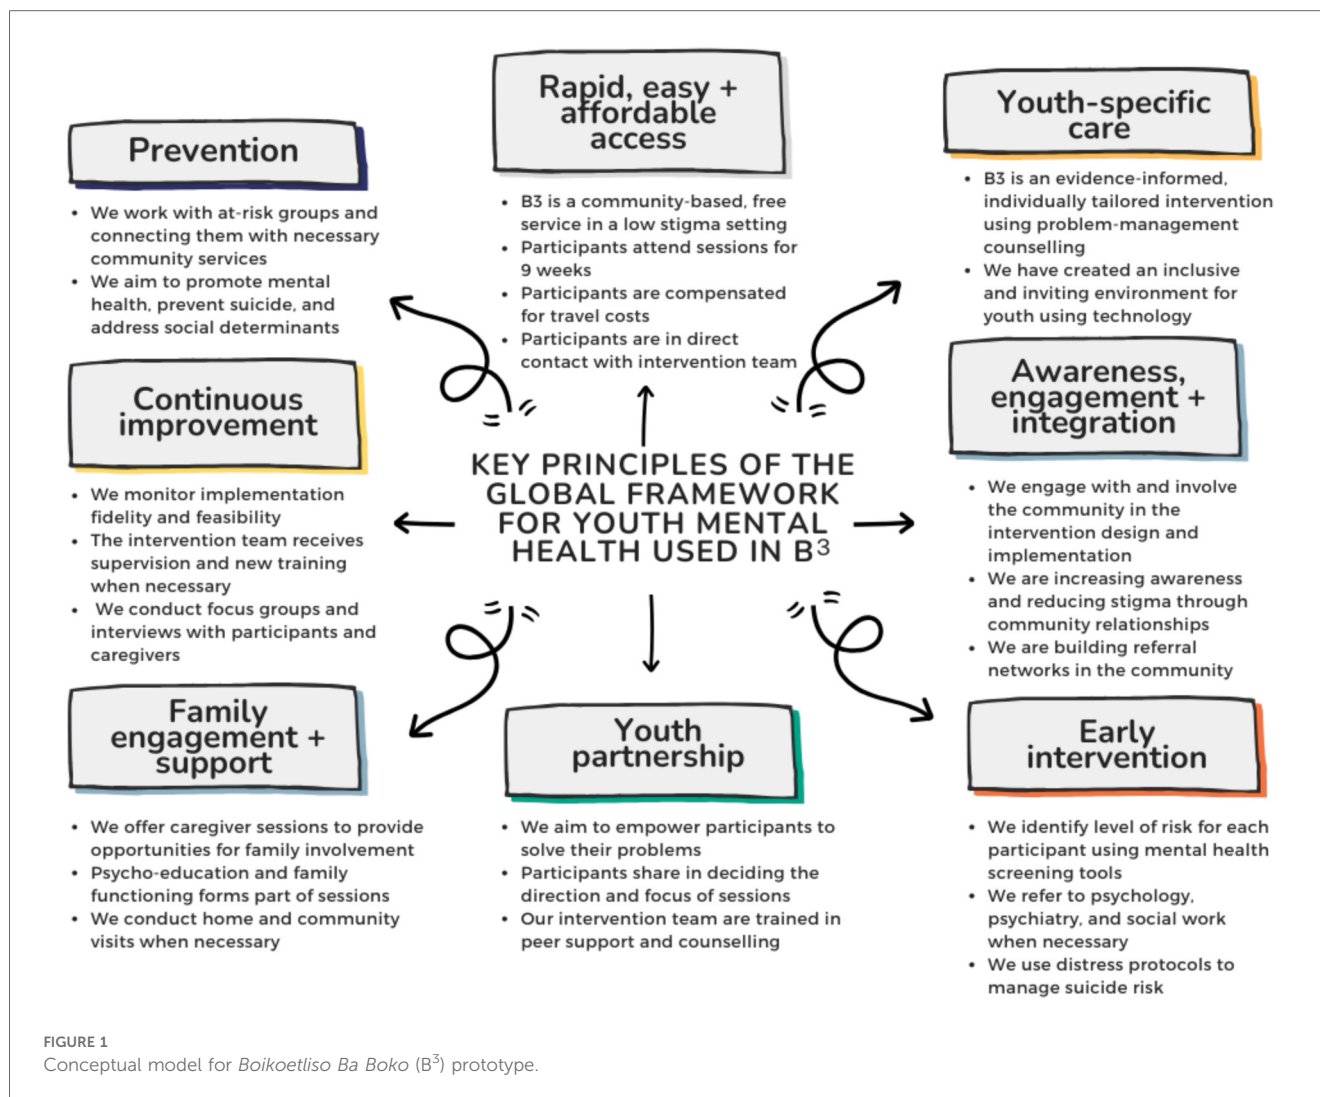 Prevention
• We work with at-risk groups and
connecting them with necessary
community services
• We aim to promote mental
health, prevent suicide, and
address social determinants
Rapid, easy +
affordable
access
• B3 is a community-based, free
service in a low stigma setting
• Participants attend sessions for
9 weeks
• Participants are compensated
for travel costs
• Participants are in direct
contact with intervention team
Youth-specific
care
• B3 is an evidence-informed,
individually tailored intervention
using problem-management
counselling
• We have created an inclusive
and inviting environment for
youth using technology
Continuous
improvement
• We monitor implementation
fidelity and feasibility
• The intervention team receives
supervision and new training
when necessary
• We conduct focus groups and
interviews with participants and
caregivers
KEY PRINCIPLES OF THE
GLOBAL FRAMEWORK
FOR YOUTH MENTAL
HEALTH USED IN B³
Awareness,
engagement +
integration
• We engage with and involve
the community in the
intervention design and
implementation
• We are increasing awareness
and reducing stigma through
community relationships
• We are building referral
networks in the community
Family
engagement +
support
• We offer caregiver sessions to provide
opportunities for family involvement
• Psycho-education and family
functioning forms part of sessions
• We conduct home and community
visits when necessary
Youth
partnership
• We aim to empower participants to
solve their problems
• Participants share in deciding the
direction and focus of sessions
• Our intervention team are trained in
peer support and counselling
Early
intervention
• We identify level of risk for each
participant using mental health
screening tools
• We refer to psychology,
psychiatry, and social work
when necessary
• We use distress protocols to
manage suicide risk
FIGURE 1
Conceptual model for Boikoetliso Ba Boko (B³) prototype.